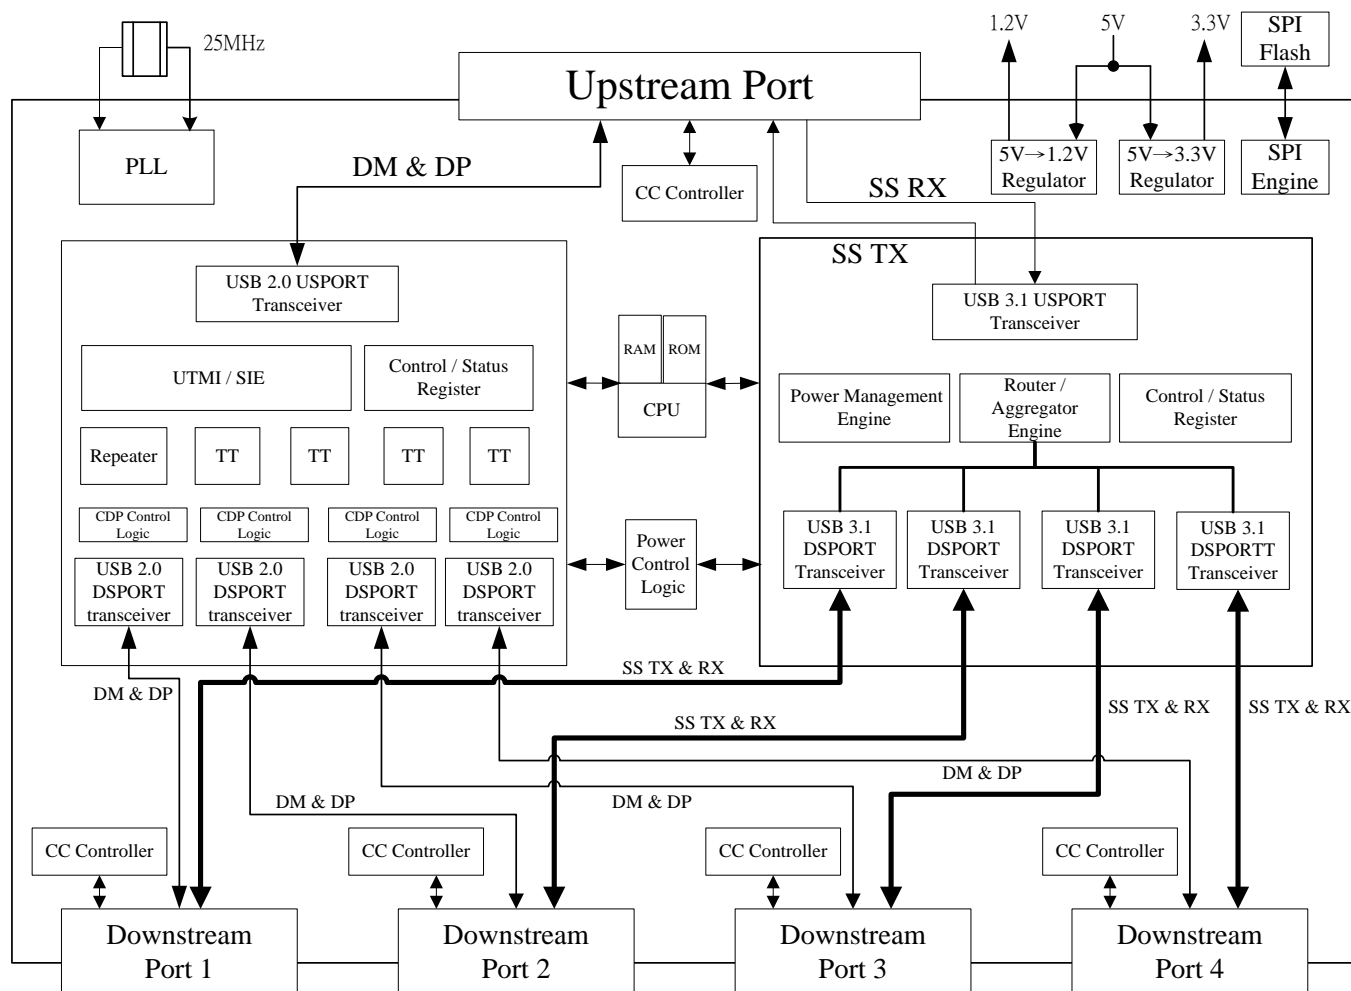 25MHz
1.2V
5V
3.3V
SPI
Flash
Upstream Port
PLL
DM & DP
CC Controller
SS RX
5V→1.2V
Regulator
5V→3.3V
Regulator
SPI
Engine
SS TX
USB 2.0 USPORT
Transceiver
USB 3.1 USPORT
Transceiver
UTMI / SIE
Control / Status
Register
RAM
ROM
CPU
Power Management
Engine
Router /
Aggregator
Engine
Control / Status
Register
Repeater
TT
TT
TT
TT
CDP Control
Logic
CDP Control
Logic
CDP Control
Logic
CDP Control
Logic
Power
Control
Logic
USB 3.1
DSPORT
Transceiver
USB 3.1
DSPORT
Transceiver
USB 3.1
DSPORT
Transceiver
USB 3.1
DSPORTT
Transceiver
USB 2.0
DSPORT
transceiver
USB 2.0
DSPORT
transceiver
USB 2.0
DSPORT
transceiver
USB 2.0
DSPORT
transceiver
SS TX & RX
DM & DP
SS TX & RX
SS TX & RX
SS TX & RX
DM & DP
DM & DP
DM & DP
CC Controller
CC Controller
CC Controller
CC Controller
Downstream
Port 1
Downstream
Port 2
Downstream
Port 3
Downstream
Port 4